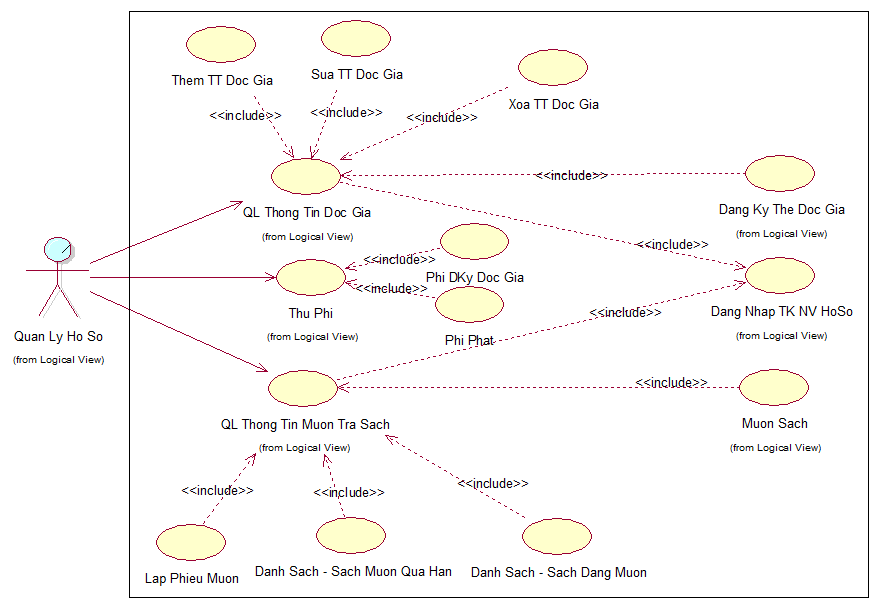 Them TT Doc Gia
Sua TT Doc Gia
Xoa TT Doc Gia
<<include>>
<<include>>
<<include>>
<<include>>
QL Thong Tin Doc Gia
(from Logical View)
Dang Ky The Doc Gia
(from Logical View)
<<include>>
<<include>>
Phi DKy Doc Gia
<<include>>
Thu Phi
(from Logical View)
Phi Phat
<<include>>
Dang Nhap TK NV HoSo
(from Logical View)
Quan Ly Ho So
(from Logical View)
<<include>>
QL Thong Tin Muon Tra Sach
(from Logical View)
Muon Sach
(from Logical View)
<<include>>
<<include>>
<<include>>
Lap Phieu Muon
Danh Sach - Sach Muon Qua Han
Danh Sach - Sach Dang Muon